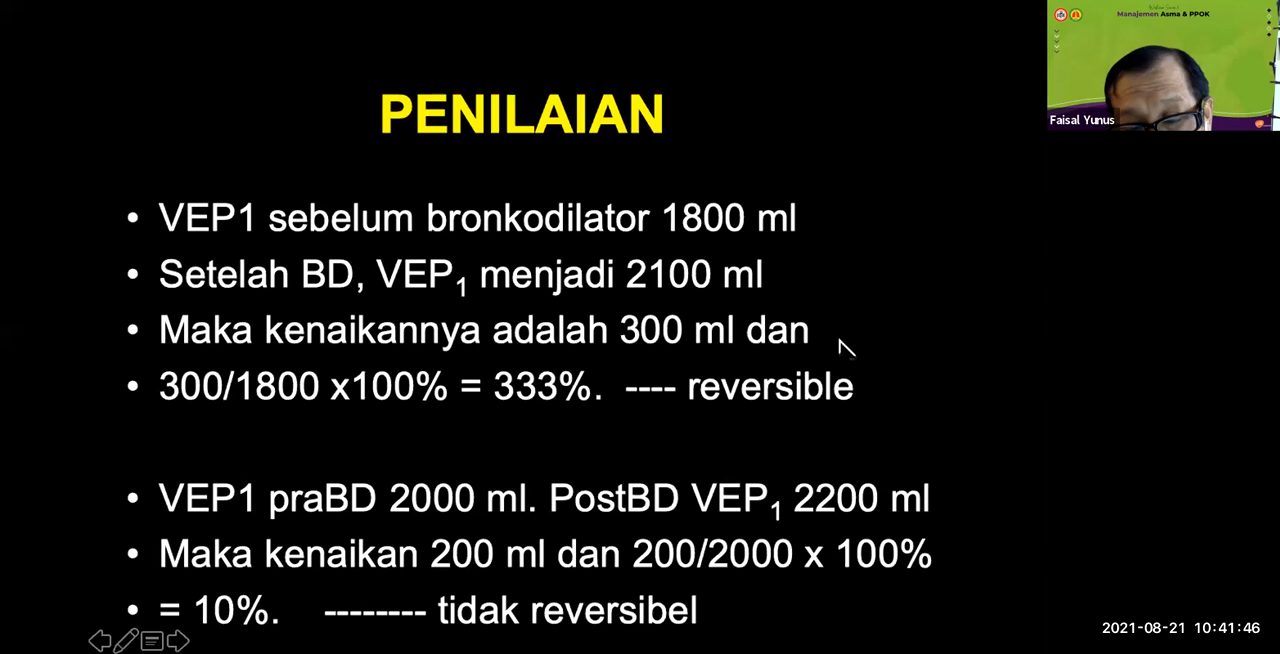 Manajemen Asma & PPOK
Faisal Yunus
PENILAIAN
• VEP1 sebelum bronkodilator 1800 ml
• Setelah BD, VEP₁ menjadi 2100 ml
• Maka kenaikannya adalah 300 ml dan
• 300/1800 x100% = 333%. ---- reversible
• VEP1 praBD 2000 ml. PostBD VEP₁ 2200 ml
• Maka kenaikan 200 ml dan 200/2000 x 100%
• = 10%. -------- tidak reversibel
2021-08-21 10:41:46